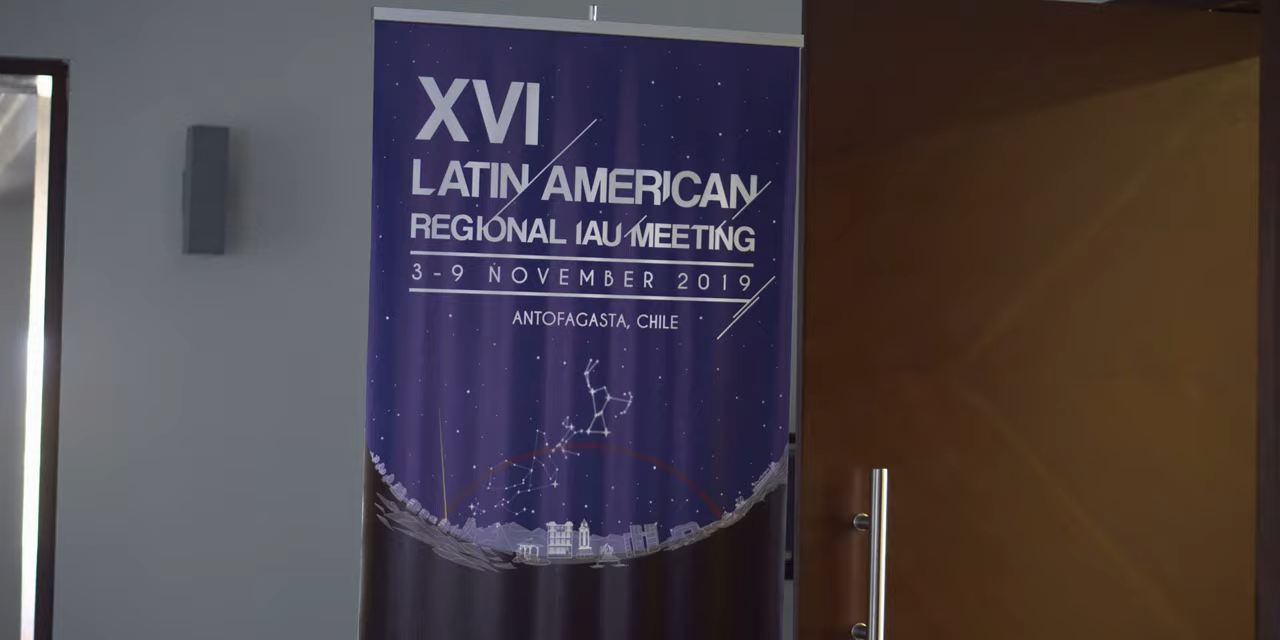 XVI
LATIN AMERICAN
REGIONAL IAU MEETING
3-9 NOVEMBER 2019
ANTOFAGASTA, CHILE